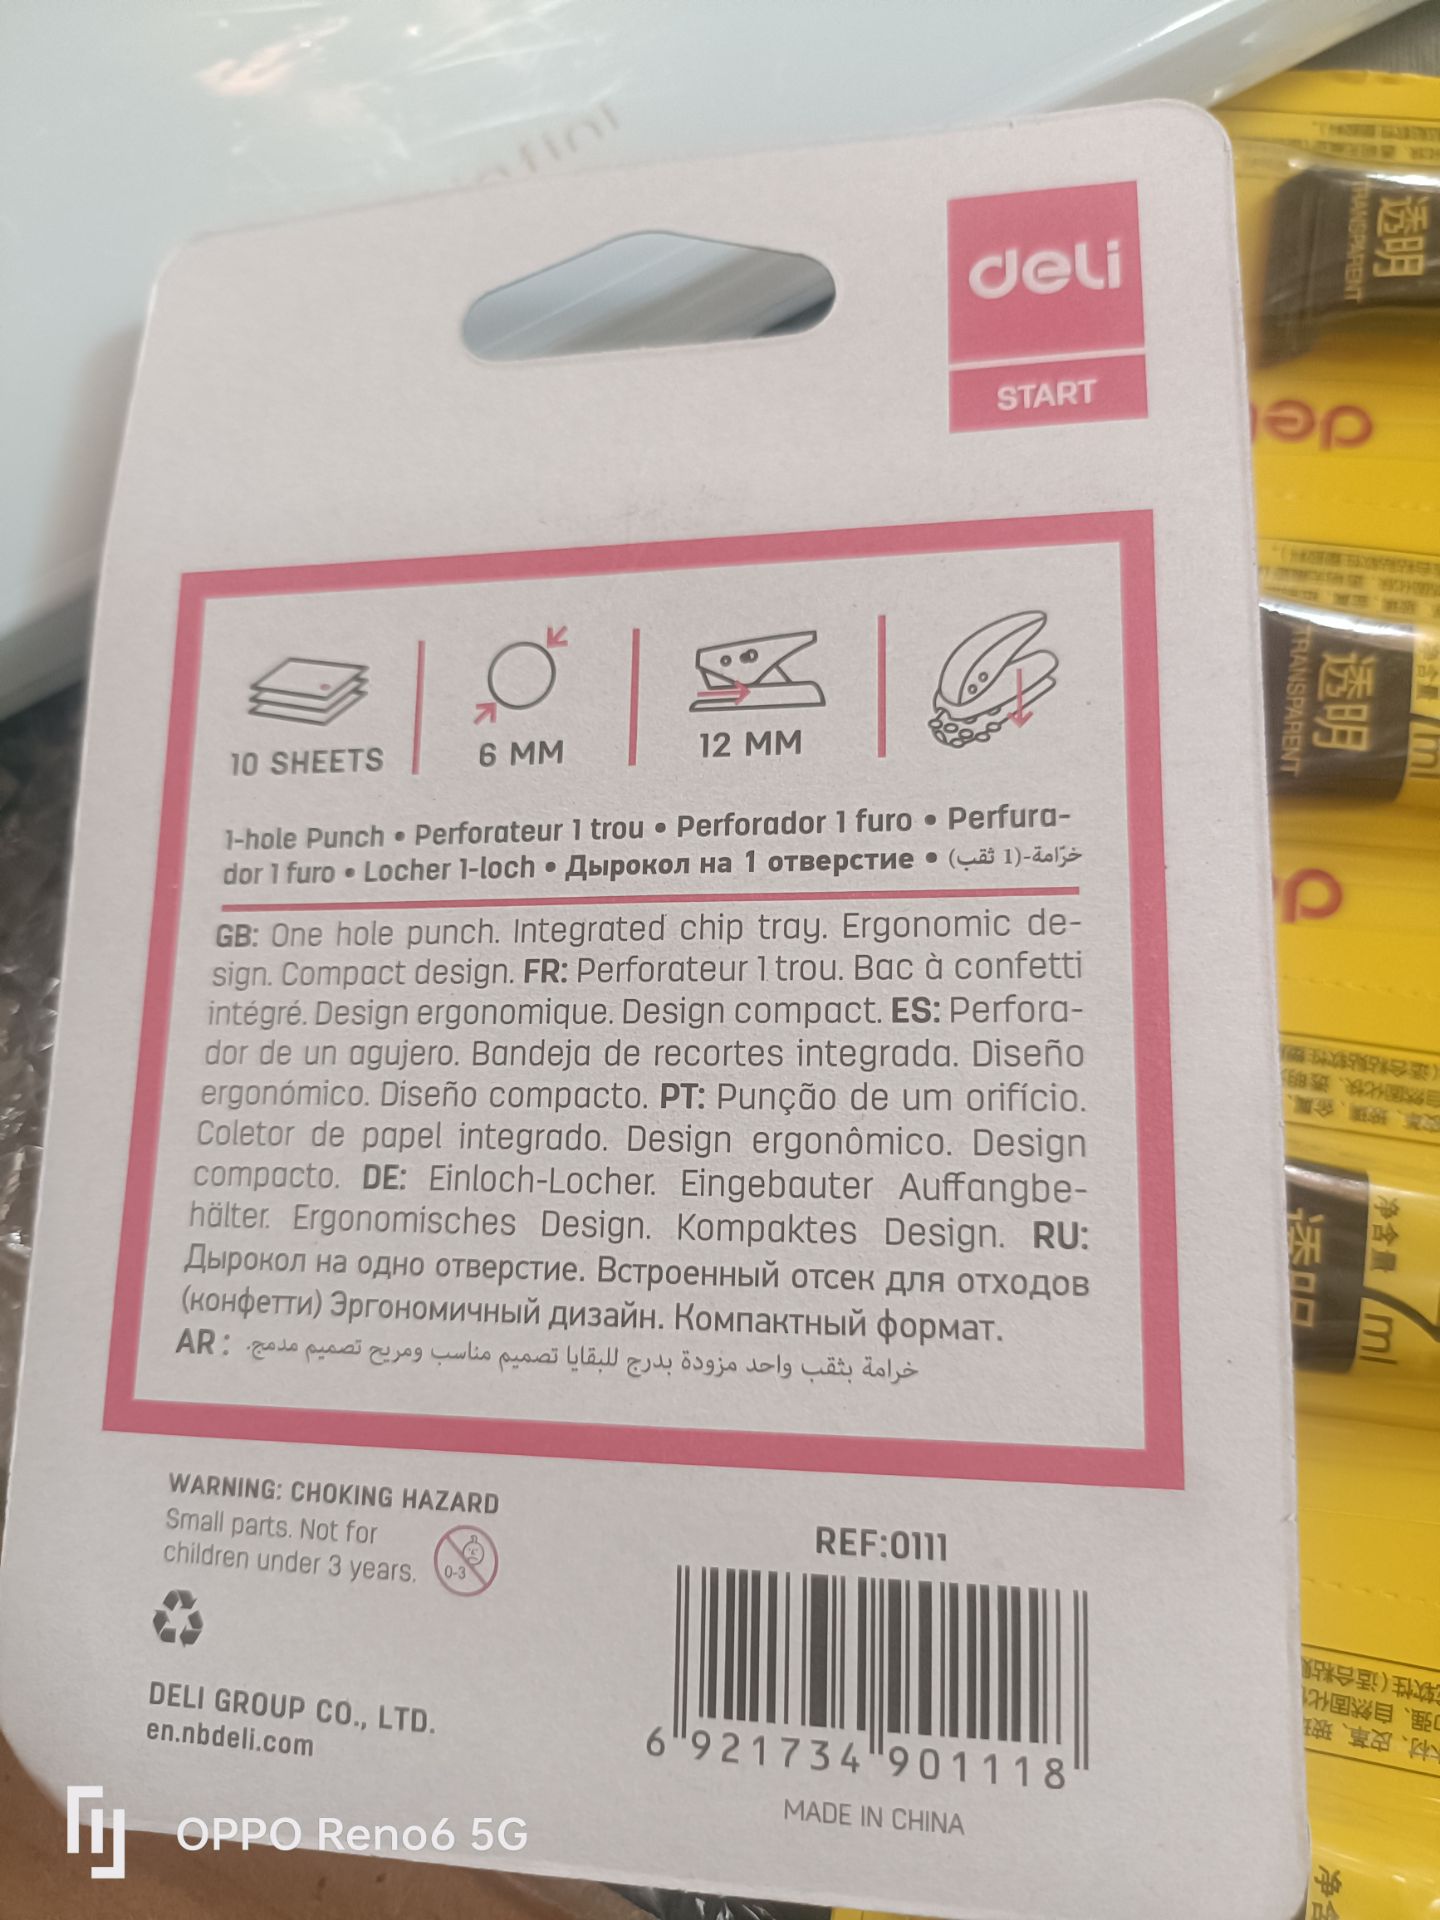 deli
START
10 SHEETS
6 MM
12 MM
1-hole Punch • Perforateur 1 trou • Perforador 1 furo • Perfura-
dor 1 furo • Locher 1-loch • Дырокол на 1 отверстие • خرّامة-(1 ثقب)
GB: One hole punch. Integrated chip tray. Ergonomic de-
sign. Compact design. FR: Perforateur 1 trou. Bac à confetti
intégré. Design ergonomique. Design compact. ES: Perfora-
dor de un agujero. Bandeja de recortes integrada. Diseño
ergonómico. Diseño compacto. PT: Punção de um orifício.
Coletor de papel integrado. Design ergonômico. Design
compacto. DE: Einloch-Locher. Eingebauter Auffangbe-
hälter. Ergonomisches Design. Kompaktes Design. RU:
Дырокол на одно отверстие. Встроенный отсек для отходов
(конфетти) Эргономичный дизайн. Компактный формат.
AR: خرامة بثقب واحد مزودة بدرج للبقايا تصميم مناسب ومريح تصميم مدمج.
WARNING: CHOKING HAZARD
Small parts. Not for
children under 3 years.
0-3
DELI GROUP CO., LTD.
en.nbdeli.com
REF:0111
6 921734 901118
MADE IN CHINA
透明
TRANSPARENT
透明
TRANSPARENT
7ml
透明
净含量
7ml
OPPO Reno6 5G